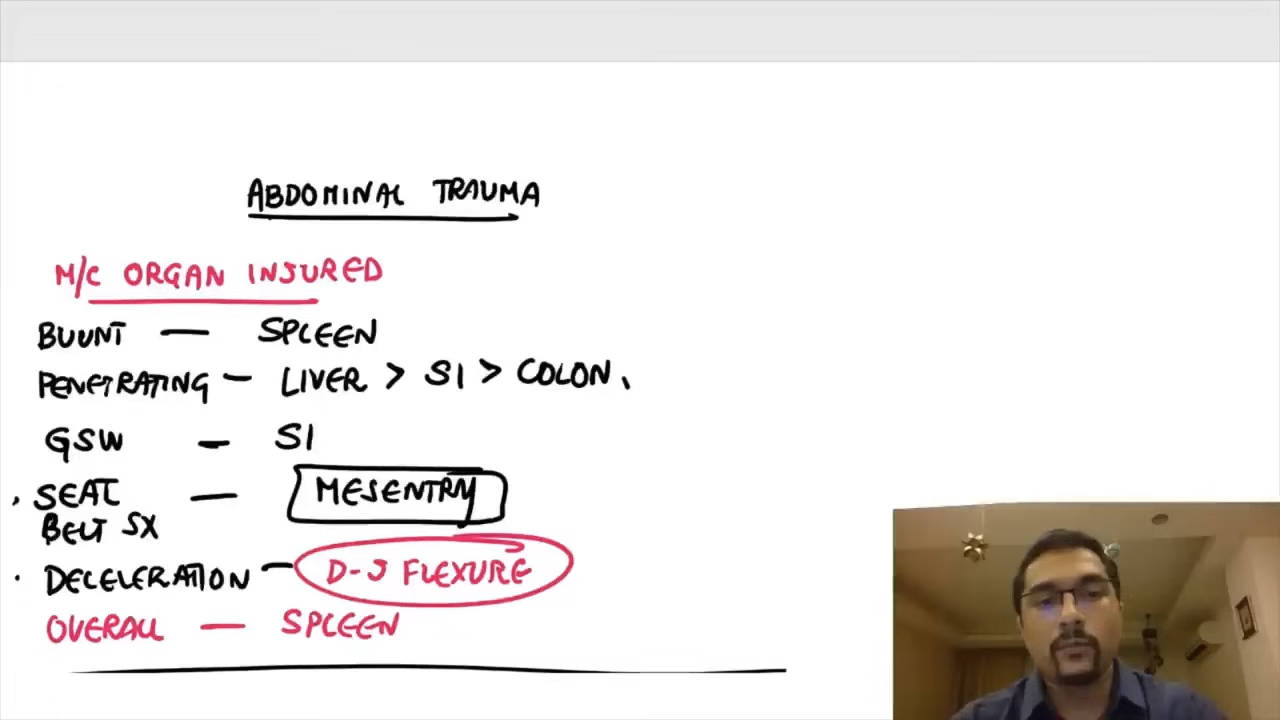 ABDOMINAL TRAUMA
M/C ORGAN INJURED
BLUNT — SPLEEN
PENETRATING — LIVER > SI > COLON.
GSW — SI
. SEAT BELT SX — MESENTRY
. DECELERATION — D-J FLEXURE
OVERALL — SPLEEN